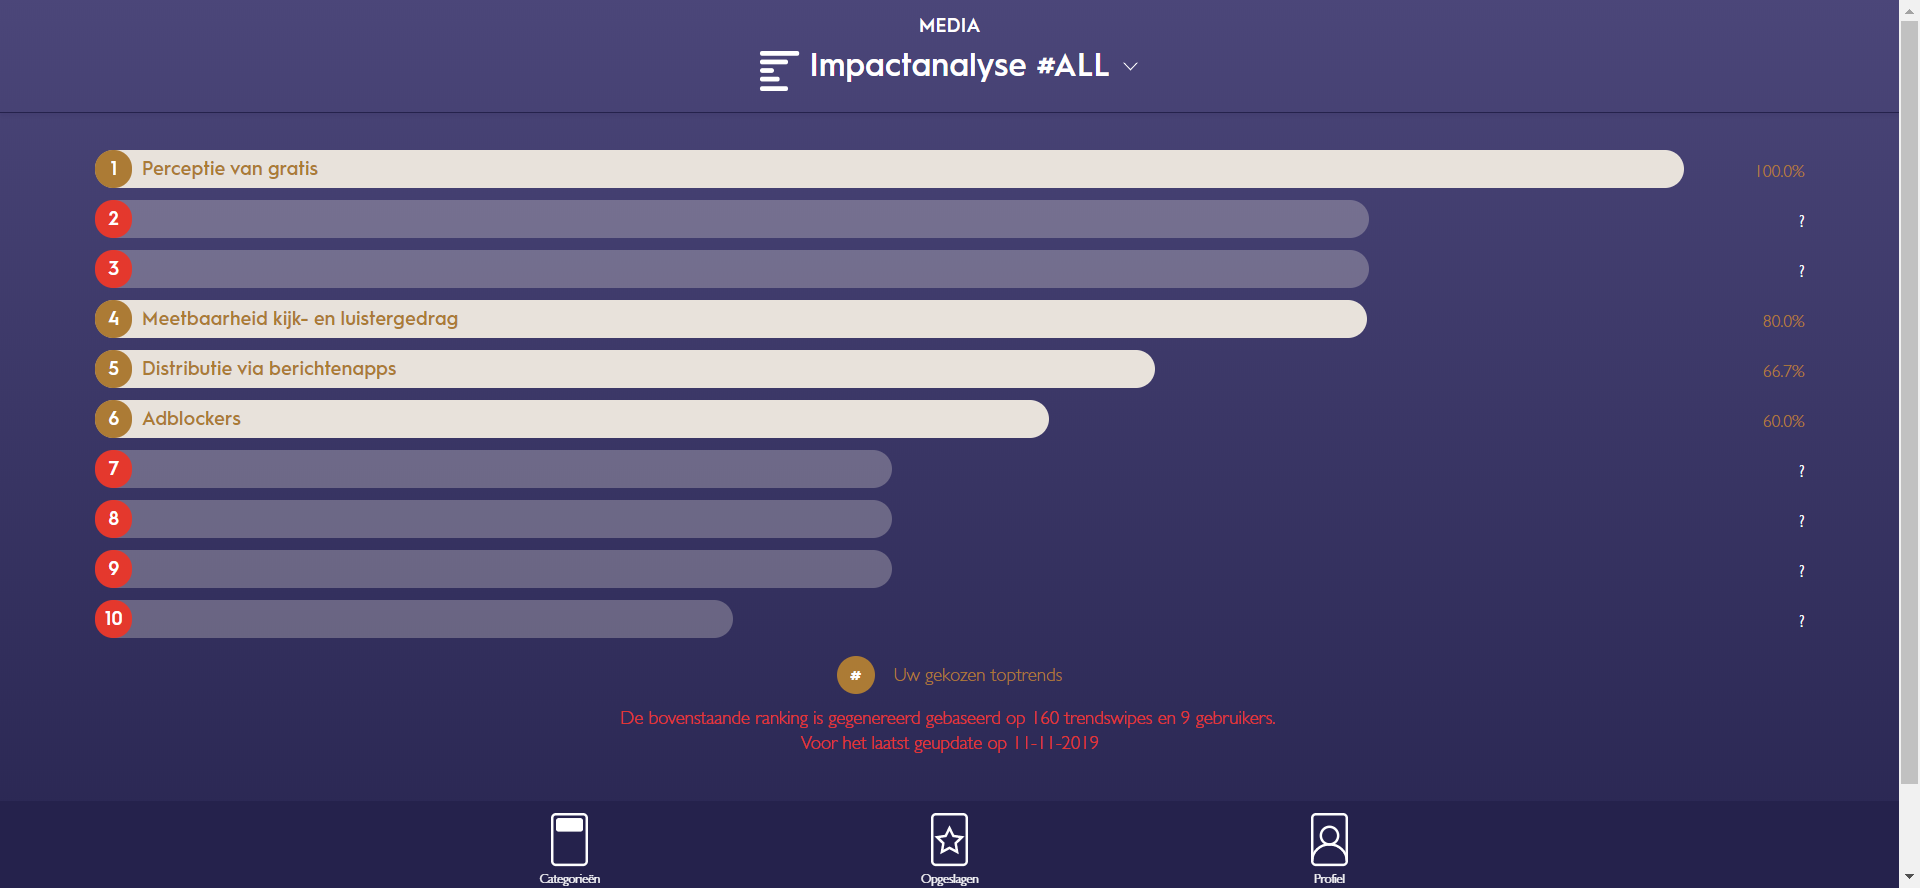 MEDIA
Impactanalyse #ALL
1 Perceptie van gratis 100.0%
2 ?
3 ?
4 Meetbaarheid kijk- en luistergedrag 80.0%
5 Distributie via berichtenapps 66.7%
6 Adblockers 60.0%
7 ?
8 ?
9 ?
10 ?
# Uw gekozen toptrends
De bovenstaande ranking is gegenereerd gebaseerd op 160 trendswipes en 9 gebruikers.
Voor het laatst geupdate op 11-11-2019
Categorieën Opgeslagen Profiel